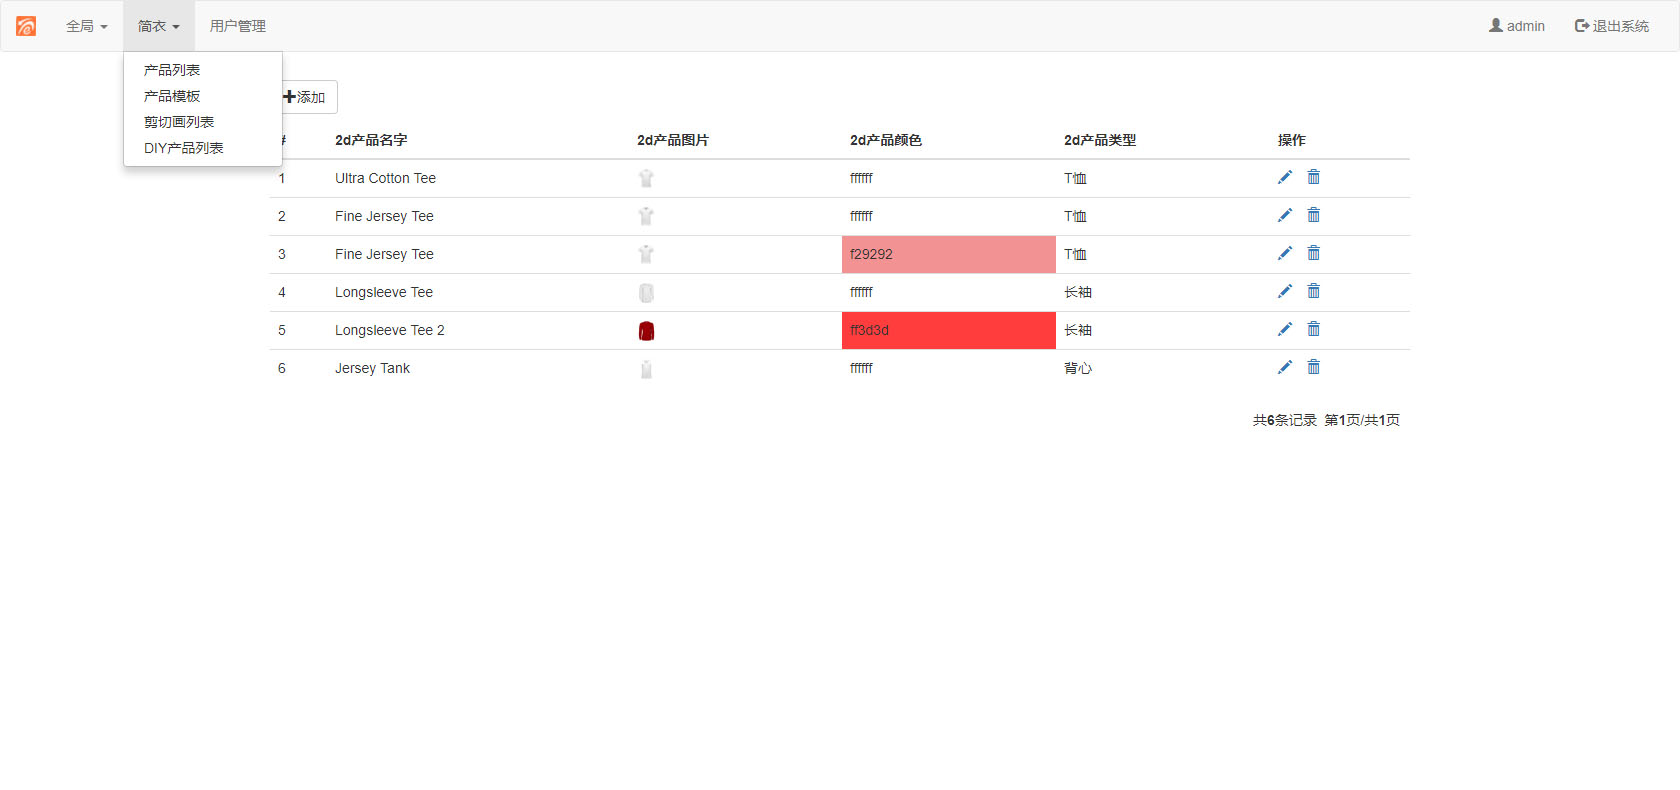 全局 简衣 用户管理 admin 退出系统
产品列表
产品模板
剪切画列表
DIY产品列表
添加
# 2d产品名字 2d产品图片 2d产品颜色 2d产品类型 操作
1 Ultra Cotton Tee ffffff T恤
2 Fine Jersey Tee ffffff T恤
3 Fine Jersey Tee f29292 T恤
4 Longsleeve Tee ffffff 长袖
5 Longsleeve Tee 2 ff3d3d 长袖
6 Jersey Tank ffffff 背心
共6条记录 第1页/共1页